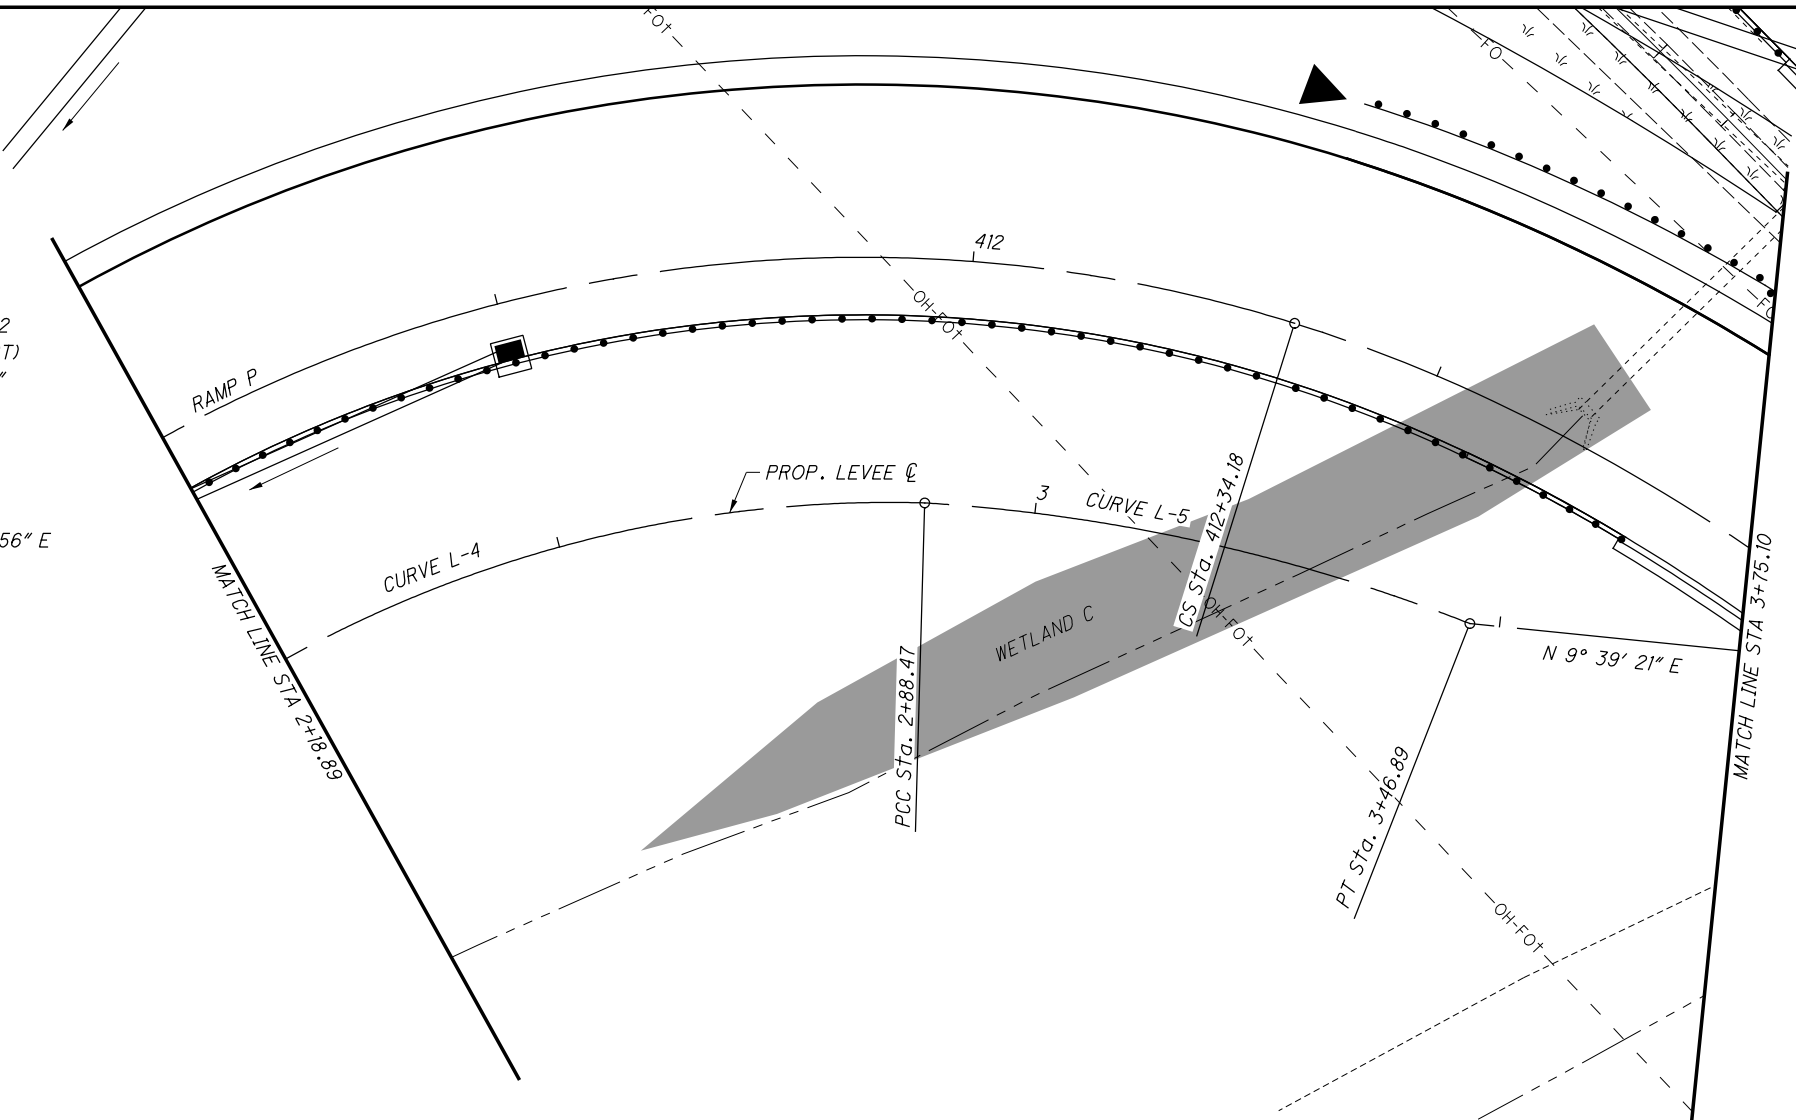 FOt
FO
412
OH-FOt
2
T)
"
RAMP P
PROP. LEVEE ℄
3
CURVE L-5
CS Sta. 412+34.18
56" E
CURVE L-4
MATCH LINE STA 2+18.89
WETLAND C
OH-FOt
N 9° 39' 21" E
MATCH LINE STA 3+75.10
PCC Sta. 2+88.47
PT Sta. 3+46.89
OH-FOt